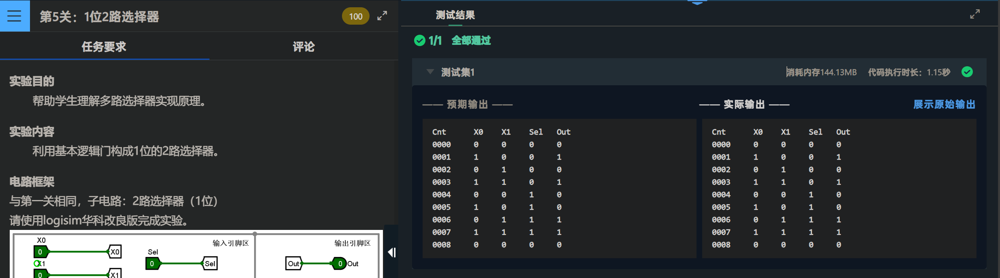 第5关：1位2路选择器
100
任务要求
评论
实验目的
帮助学生理解多路选择器实现原理。
实验内容
利用基本逻辑门构成1位的2路选择器。
电路框架
与第一关相同，子电路：2路选择器（1位）
请使用logisim华科改良版完成实验。
X0
输入引脚区
输出引脚区
0
X0
Sel
X1
0
Sel
Out
0
Out
0
X1
测试结果
1/1 全部通过
测试集1
消耗内存144.13MB 代码执行时长：1.15秒
—— 预期输出 ——
Cnt X0 X1 Sel Out
0000 0 0 0 0
0001 1 0 0 1
0002 0 1 0 0
0003 1 1 0 1
0004 0 0 1 0
0005 1 0 1 0
0006 0 1 1 1
0007 1 1 1 1
0008 0 0 0 0
—— 实际输出 ——
展示原始输出
Cnt X0 X1 Sel Out
0000 0 0 0 0
0001 1 0 0 1
0002 0 1 0 0
0003 1 1 0 1
0004 0 0 1 0
0005 1 0 1 0
0006 0 1 1 1
0007 1 1 1 1
0008 0 0 0 0